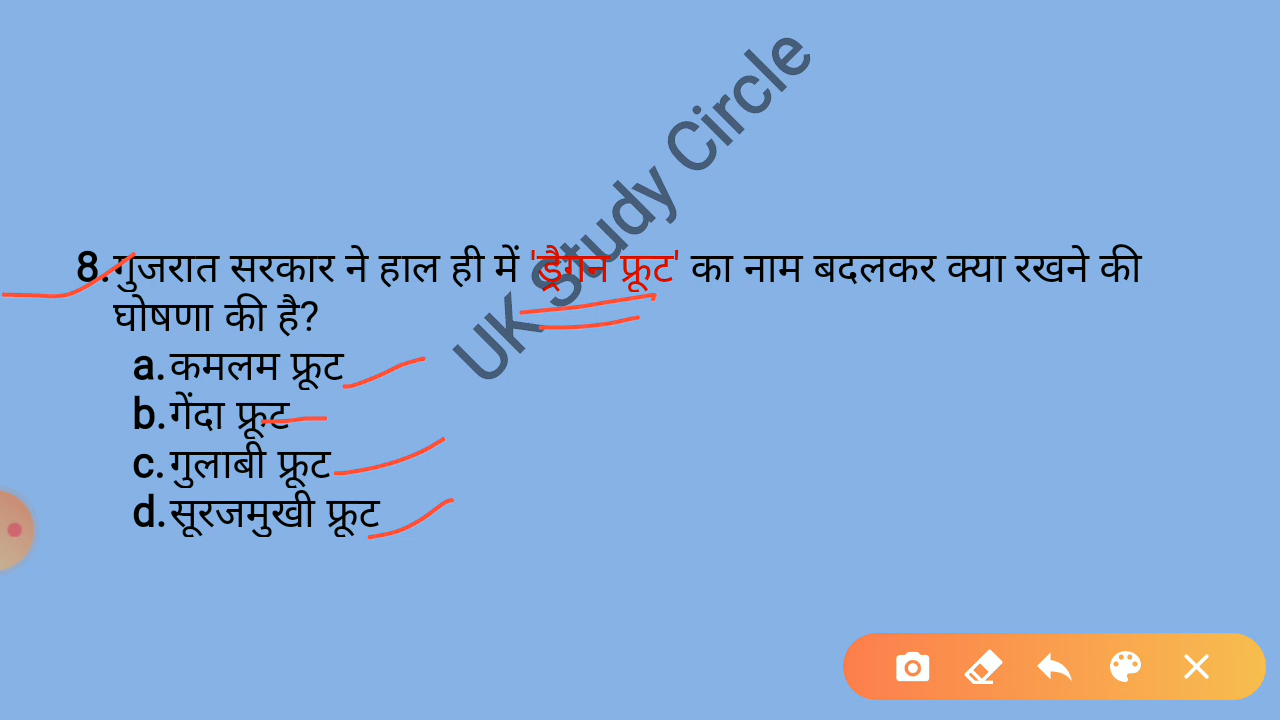 UK Study Circle
8. गुजरात सरकार ने हाल ही में 'ड्रैगन फ्रूट' का नाम बदलकर क्या रखने की
घोषणा की है?
a. कमलम फ्रूट
b. गेंदा फ्रूट
c. गुलाबी फ्रूट
d. सूरजमुखी फ्रूट